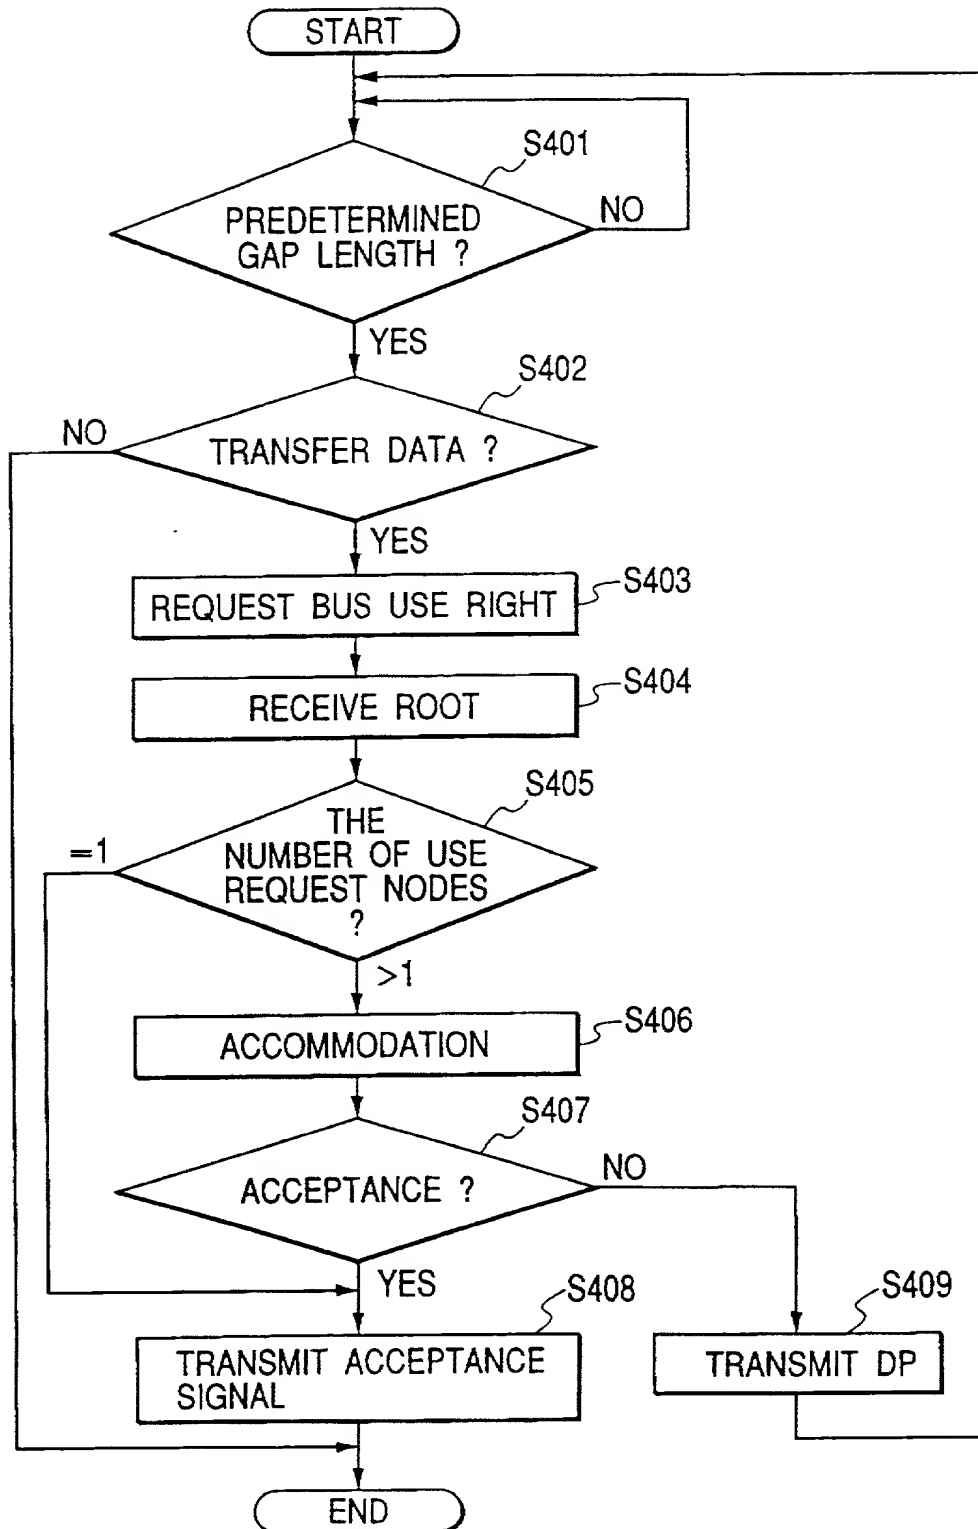 START
S401
PREDETERMINED
GAP LENGTH ?
NO
YES
S402
NO
TRANSFER DATA ?
YES
S403
REQUEST BUS USE RIGHT
S404
RECEIVE ROOT
S405
THE
NUMBER OF USE
REQUEST NODES
?
=1
>1
S406
ACCOMMODATION
S407
ACCEPTANCE ?
NO
YES
S408
TRANSMIT ACCEPTANCE
SIGNAL
S409
TRANSMIT DP
END